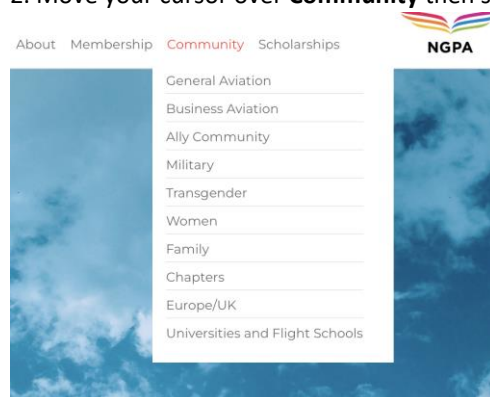 2. Move your cursor over Community then s
About Membership Community Scholarships
NGPA
General Aviation
Business Aviation
Ally Community
Military
Transgender
Women
Family
Chapters
Europe/UK
Universities and Flight Schools